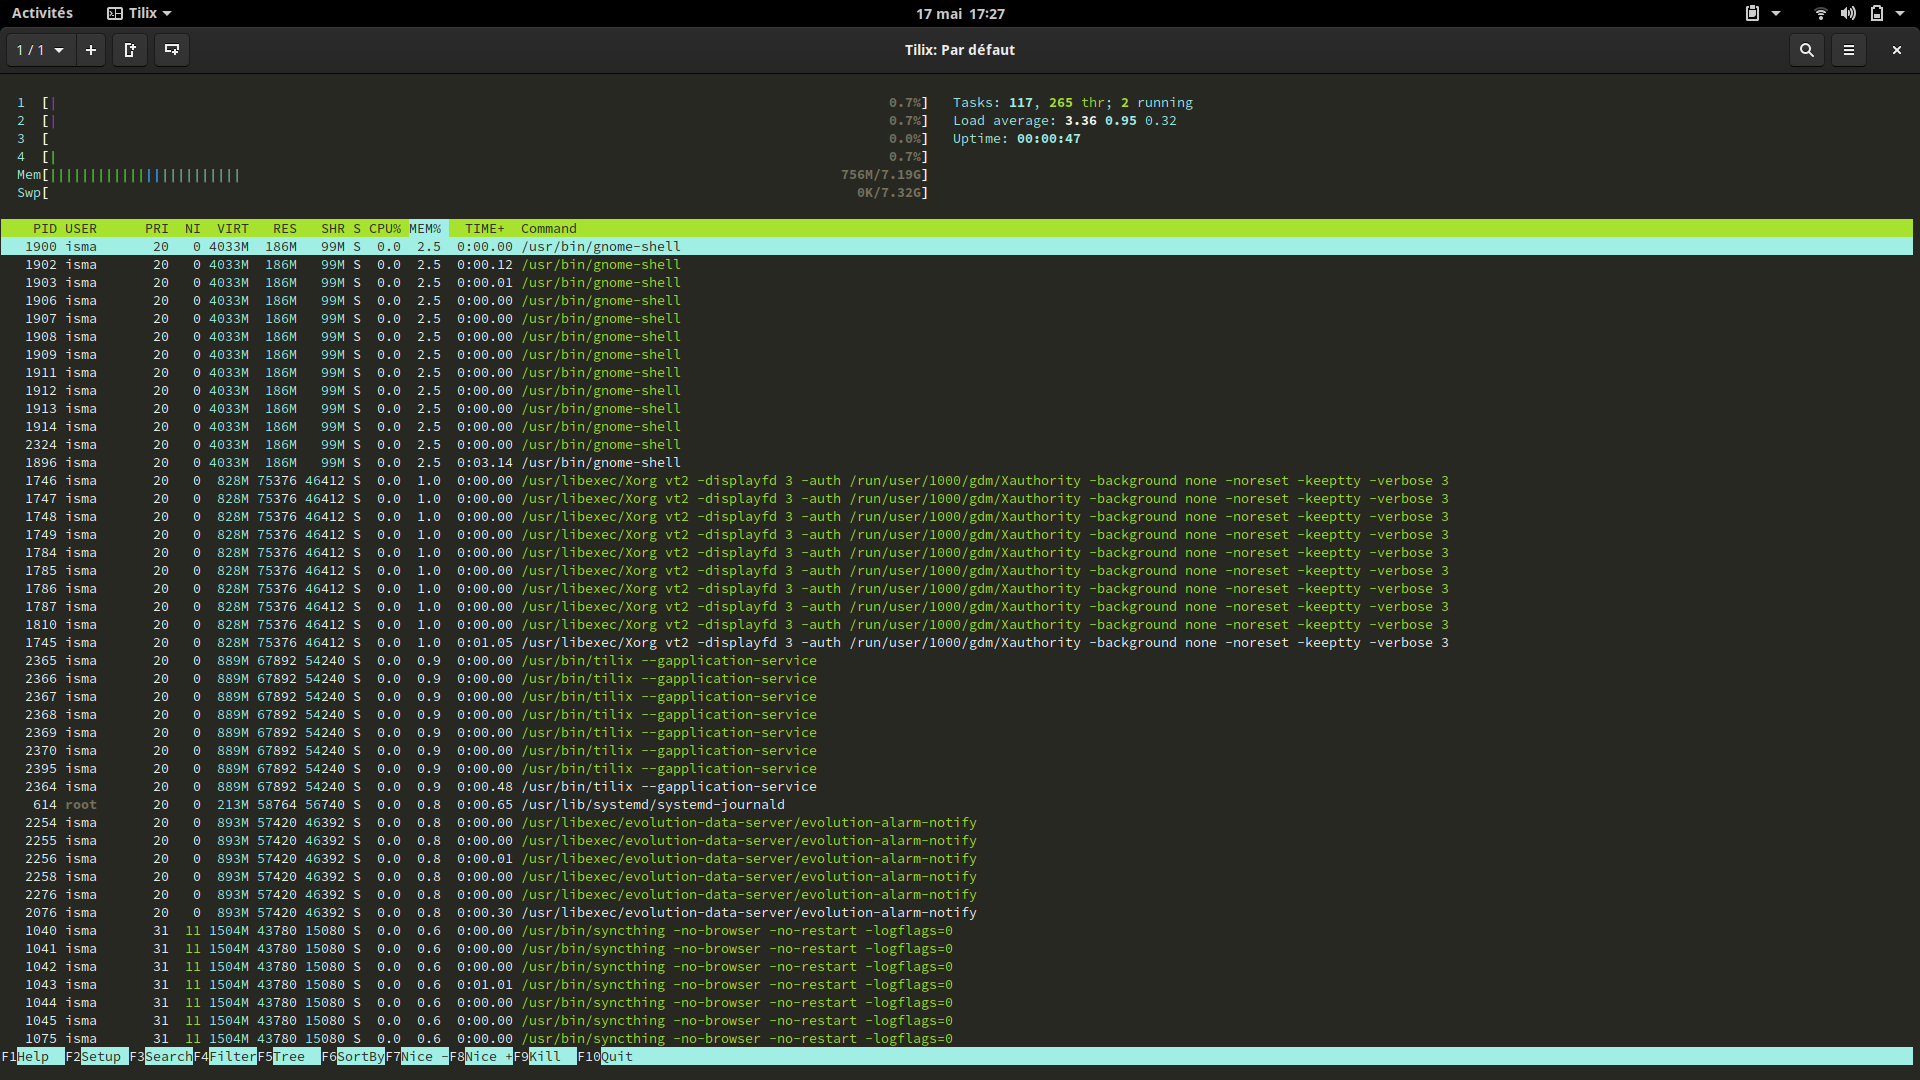 Activités Tilix 17 mai 17:27
1 / 1 Tilix: Par défaut
1 [| 0.7%] Tasks: 117, 265 thr; 2 running
2 [| 0.7%] Load average: 3.36 0.95 0.32
3 [ 0.0%] Uptime: 00:00:47
4 [| 0.7%]
Mem[|||||||||||||||||||||||| 756M/7.19G]
Swp[ 0K/7.32G]
PID USER PRI NI VIRT RES SHR S CPU% MEM% TIME+ Command
1900 isma 20 0 4033M 186M 99M S 0.0 2.5 0:00.00 /usr/bin/gnome-shell
1902 isma 20 0 4033M 186M 99M S 0.0 2.5 0:00.12 /usr/bin/gnome-shell
1903 isma 20 0 4033M 186M 99M S 0.0 2.5 0:00.01 /usr/bin/gnome-shell
1906 isma 20 0 4033M 186M 99M S 0.0 2.5 0:00.00 /usr/bin/gnome-shell
1907 isma 20 0 4033M 186M 99M S 0.0 2.5 0:00.00 /usr/bin/gnome-shell
1908 isma 20 0 4033M 186M 99M S 0.0 2.5 0:00.00 /usr/bin/gnome-shell
1909 isma 20 0 4033M 186M 99M S 0.0 2.5 0:00.00 /usr/bin/gnome-shell
1911 isma 20 0 4033M 186M 99M S 0.0 2.5 0:00.00 /usr/bin/gnome-shell
1912 isma 20 0 4033M 186M 99M S 0.0 2.5 0:00.00 /usr/bin/gnome-shell
1913 isma 20 0 4033M 186M 99M S 0.0 2.5 0:00.00 /usr/bin/gnome-shell
1914 isma 20 0 4033M 186M 99M S 0.0 2.5 0:00.00 /usr/bin/gnome-shell
2324 isma 20 0 4033M 186M 99M S 0.0 2.5 0:00.00 /usr/bin/gnome-shell
1896 isma 20 0 4033M 186M 99M S 0.0 2.5 0:03.14 /usr/bin/gnome-shell
1746 isma 20 0 828M 75376 46412 S 0.0 1.0 0:00.00 /usr/libexec/Xorg vt2 -displayfd 3 -auth /run/user/1000/gdm/Xauthority -background none -noreset -keeptty -verbose 3
1747 isma 20 0 828M 75376 46412 S 0.0 1.0 0:00.00 /usr/libexec/Xorg vt2 -displayfd 3 -auth /run/user/1000/gdm/Xauthority -background none -noreset -keeptty -verbose 3
1748 isma 20 0 828M 75376 46412 S 0.0 1.0 0:00.00 /usr/libexec/Xorg vt2 -displayfd 3 -auth /run/user/1000/gdm/Xauthority -background none -noreset -keeptty -verbose 3
1749 isma 20 0 828M 75376 46412 S 0.0 1.0 0:00.00 /usr/libexec/Xorg vt2 -displayfd 3 -auth /run/user/1000/gdm/Xauthority -background none -noreset -keeptty -verbose 3
1784 isma 20 0 828M 75376 46412 S 0.0 1.0 0:00.00 /usr/libexec/Xorg vt2 -displayfd 3 -auth /run/user/1000/gdm/Xauthority -background none -noreset -keeptty -verbose 3
1785 isma 20 0 828M 75376 46412 S 0.0 1.0 0:00.00 /usr/libexec/Xorg vt2 -displayfd 3 -auth /run/user/1000/gdm/Xauthority -background none -noreset -keeptty -verbose 3
1786 isma 20 0 828M 75376 46412 S 0.0 1.0 0:00.00 /usr/libexec/Xorg vt2 -displayfd 3 -auth /run/user/1000/gdm/Xauthority -background none -noreset -keeptty -verbose 3
1787 isma 20 0 828M 75376 46412 S 0.0 1.0 0:00.00 /usr/libexec/Xorg vt2 -displayfd 3 -auth /run/user/1000/gdm/Xauthority -background none -noreset -keeptty -verbose 3
1810 isma 20 0 828M 75376 46412 S 0.0 1.0 0:00.00 /usr/libexec/Xorg vt2 -displayfd 3 -auth /run/user/1000/gdm/Xauthority -background none -noreset -keeptty -verbose 3
1745 isma 20 0 828M 75376 46412 S 0.0 1.0 0:01.05 /usr/libexec/Xorg vt2 -displayfd 3 -auth /run/user/1000/gdm/Xauthority -background none -noreset -keeptty -verbose 3
2365 isma 20 0 889M 67892 54240 S 0.0 0.9 0:00.00 /usr/bin/tilix --gapplication-service
2366 isma 20 0 889M 67892 54240 S 0.0 0.9 0:00.00 /usr/bin/tilix --gapplication-service
2367 isma 20 0 889M 67892 54240 S 0.0 0.9 0:00.00 /usr/bin/tilix --gapplication-service
2368 isma 20 0 889M 67892 54240 S 0.0 0.9 0:00.00 /usr/bin/tilix --gapplication-service
2369 isma 20 0 889M 67892 54240 S 0.0 0.9 0:00.00 /usr/bin/tilix --gapplication-service
2370 isma 20 0 889M 67892 54240 S 0.0 0.9 0:00.00 /usr/bin/tilix --gapplication-service
2395 isma 20 0 889M 67892 54240 S 0.0 0.9 0:00.00 /usr/bin/tilix --gapplication-service
2364 isma 20 0 889M 67892 54240 S 0.0 0.9 0:00.48 /usr/bin/tilix --gapplication-service
614 root 20 0 213M 58764 56740 S 0.0 0.8 0:00.65 /usr/lib/systemd/systemd-journald
2254 isma 20 0 893M 57420 46392 S 0.0 0.8 0:00.00 /usr/libexec/evolution-data-server/evolution-alarm-notify
2255 isma 20 0 893M 57420 46392 S 0.0 0.8 0:00.00 /usr/libexec/evolution-data-server/evolution-alarm-notify
2256 isma 20 0 893M 57420 46392 S 0.0 0.8 0:00.01 /usr/libexec/evolution-data-server/evolution-alarm-notify
2258 isma 20 0 893M 57420 46392 S 0.0 0.8 0:00.00 /usr/libexec/evolution-data-server/evolution-alarm-notify
2276 isma 20 0 893M 57420 46392 S 0.0 0.8 0:00.00 /usr/libexec/evolution-data-server/evolution-alarm-notify
2076 isma 20 0 893M 57420 46392 S 0.0 0.8 0:00.30 /usr/libexec/evolution-data-server/evolution-alarm-notify
1040 isma 31 11 1504M 43780 15080 S 0.0 0.6 0:00.00 /usr/bin/syncthing -no-browser -no-restart -logflags=0
1041 isma 31 11 1504M 43780 15080 S 0.0 0.6 0:00.00 /usr/bin/syncthing -no-browser -no-restart -logflags=0
1042 isma 31 11 1504M 43780 15080 S 0.0 0.6 0:00.00 /usr/bin/syncthing -no-browser -no-restart -logflags=0
1043 isma 31 11 1504M 43780 15080 S 0.0 0.6 0:01.01 /usr/bin/syncthing -no-browser -no-restart -logflags=0
1044 isma 31 11 1504M 43780 15080 S 0.0 0.6 0:00.00 /usr/bin/syncthing -no-browser -no-restart -logflags=0
1045 isma 31 11 1504M 43780 15080 S 0.0 0.6 0:00.00 /usr/bin/syncthing -no-browser -no-restart -logflags=0
1075 isma 31 11 1504M 43780 15080 S 0.0 0.6 0:00.00 /usr/bin/syncthing -no-browser -no-restart -logflags=0
F1Help F2Setup F3SearchF4FilterF5Tree F6SortByF7Nice -F8Nice +F9Kill F10Quit